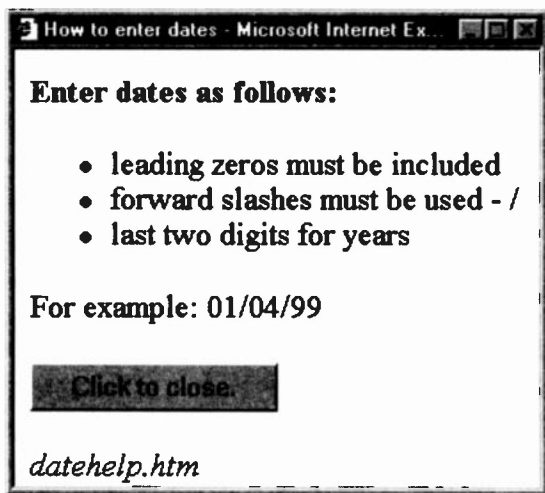 How to enter dates - Microsoft Internet Ex...
Enter dates as follows:
• leading zeros must be included
• forward slashes must be used - /
• last two digits for years
For example: 01/04/99
Click to close.
datehelp.htm